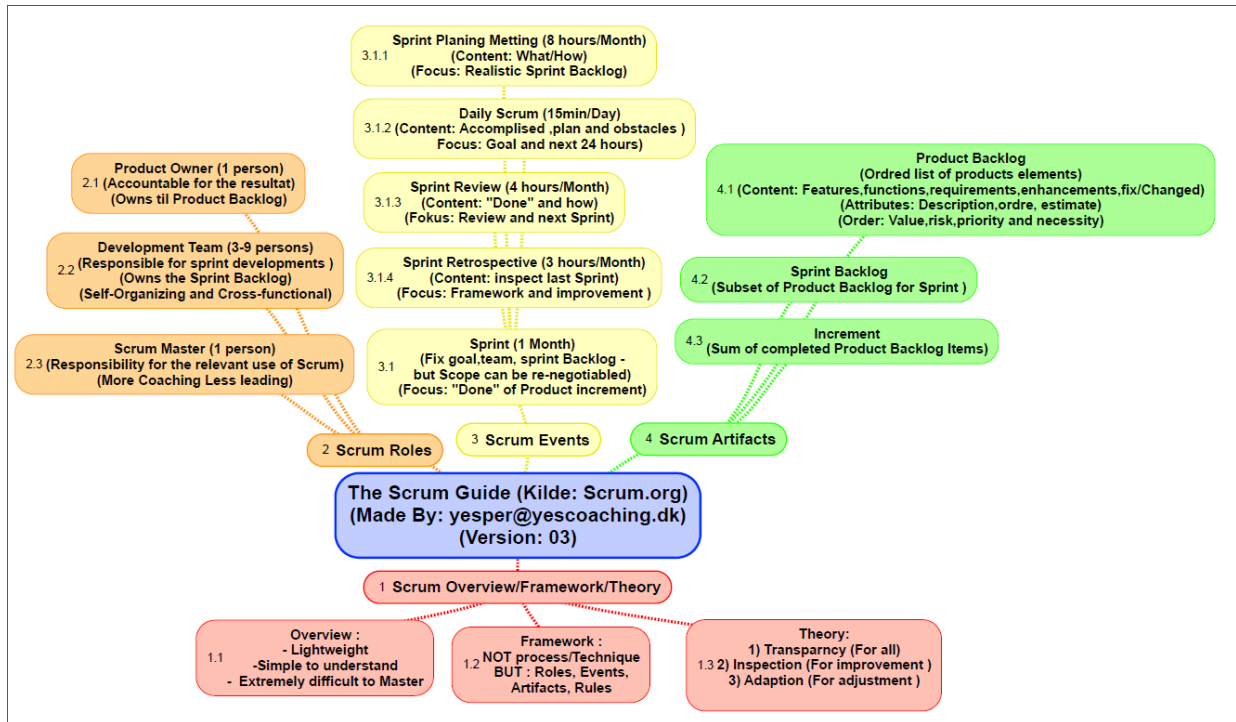 3.1.1 Sprint Planing Metting (8 hours/Month)
(Content: What/How)
(Focus: Realistic Sprint Backlog)
3.1.2 Daily Scrum (15min/Day)
(Content: Accomplised ,plan and obstacles )
Focus: Goal and next 24 hours)
3.1.3 Sprint Review (4 hours/Month)
(Content: "Done" and how)
(Fokus: Review and next Sprint)
3.1.4 Sprint Retrospective (3 hours/Month)
(Content: inspect last Sprint)
(Focus: Framework and improvement )
3.1 Sprint (1 Month)
(Fix goal,team, sprint Backlog -
but Scope can be re-negotiabled)
(Focus: "Done" of Product increment)
3 Scrum Events
2.1 Product Owner (1 person)
(Accountable for the resultat)
(Owns til Product Backlog)
2.2 Development Team (3-9 persons)
(Responsible for sprint developments )
(Owns the Sprint Backlog)
(Self-Organizing and Cross-functional)
2.3 Scrum Master (1 person)
(Responsibility for the relevant use of Scrum)
(More Coaching Less leading)
2 Scrum Roles
4.1 Product Backlog
(Ordred list of products elements)
(Content: Features,functions,requirements,enhancements,fix/Changed)
(Attributes: Description,ordre, estimate)
(Order: Value,risk,priority and necessity)
4.2 Sprint Backlog
(Subset of Product Backlog for Sprint )
4.3 Increment
(Sum of completed Product Backlog Items)
4 Scrum Artifacts
The Scrum Guide (Kilde: Scrum.org)
(Made By: yesper@yescoaching.dk)
(Version: 03)
1 Scrum Overview/Framework/Theory
1.1 Overview :
- Lightweight
-Simple to understand
- Extremely difficult to Master
1.2 Framework :
NOT process/Technique
BUT : Roles, Events,
Artifacts, Rules
1.3 Theory:
1) Transparncy (For all)
2) Inspection (For improvement )
3) Adaption (For adjustment )